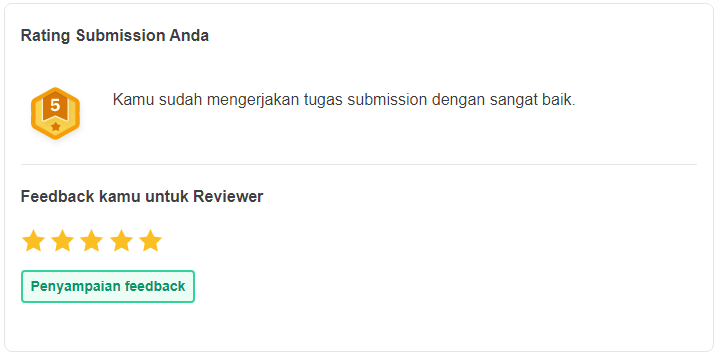 Rating Submission Anda
5
Kamu sudah mengerjakan tugas submission dengan sangat baik.
Feedback kamu untuk Reviewer
Penyampaian feedback